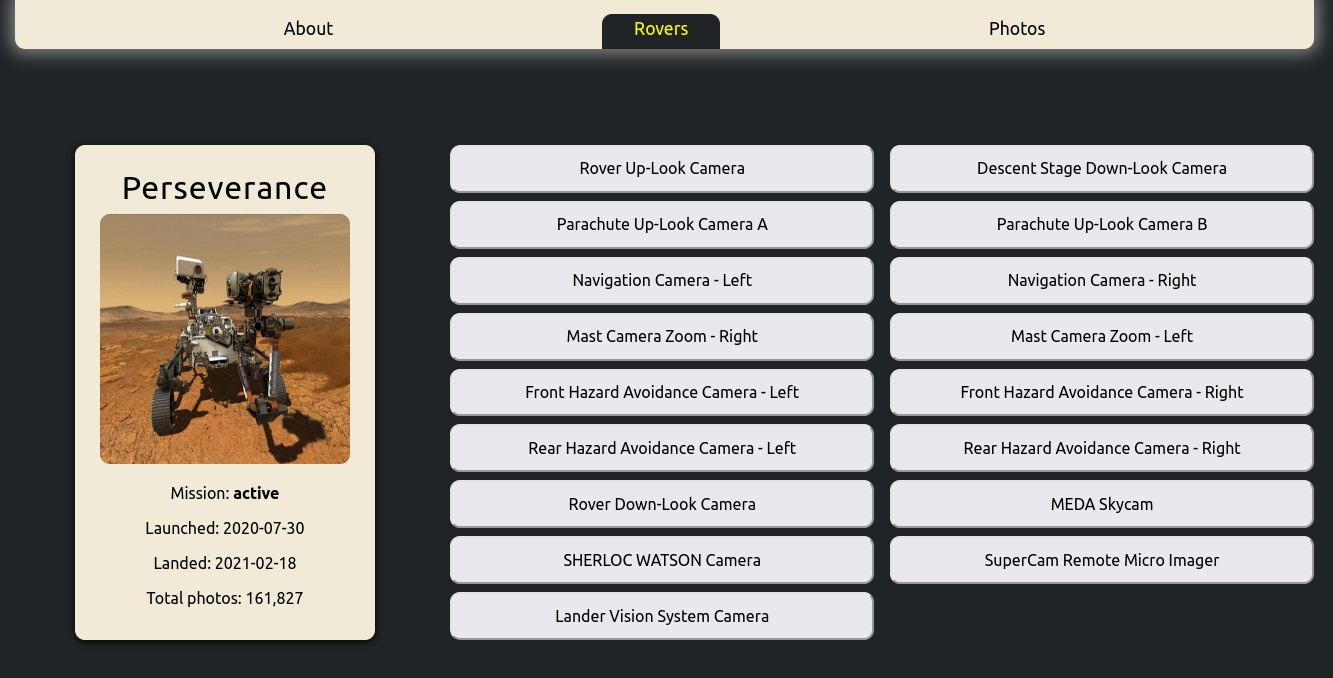 About
Rovers
Photos
Perseverance
Mission: active
Launched: 2020-07-30
Landed: 2021-02-18
Total photos: 161,827
Rover Up-Look Camera
Descent Stage Down-Look Camera
Parachute Up-Look Camera A
Parachute Up-Look Camera B
Navigation Camera - Left
Navigation Camera - Right
Mast Camera Zoom - Right
Mast Camera Zoom - Left
Front Hazard Avoidance Camera - Left
Front Hazard Avoidance Camera - Right
Rear Hazard Avoidance Camera - Left
Rear Hazard Avoidance Camera - Right
Rover Down-Look Camera
MEDA Skycam
SHERLOC WATSON Camera
SuperCam Remote Micro Imager
Lander Vision System Camera